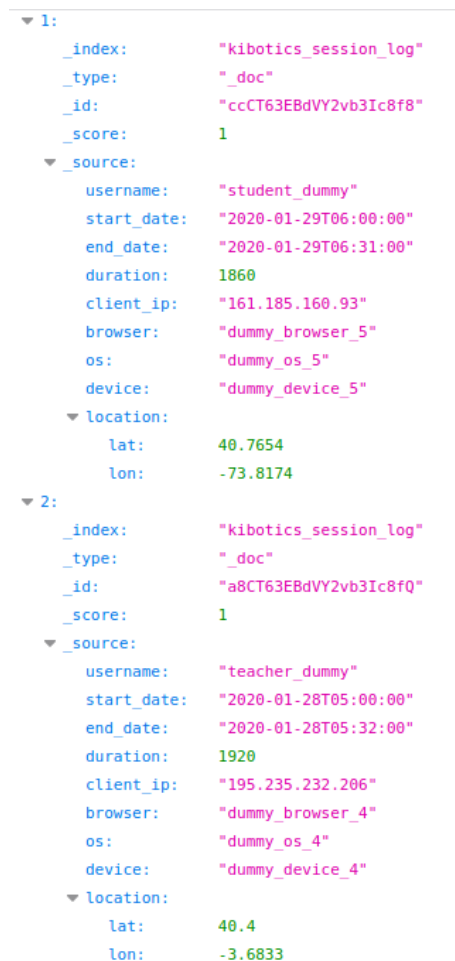 1:
_index: "kibotics_session_log"
_type: "_doc"
_id: "ccCT63EBdVY2vb3Ic8f8"
_score: 1
_source:
username: "student_dummy"
start_date: "2020-01-29T06:00:00"
end_date: "2020-01-29T06:31:00"
duration: 1860
client_ip: "161.185.160.93"
browser: "dummy_browser_5"
os: "dummy_os_5"
device: "dummy_device_5"
location:
lat: 40.7654
lon: -73.8174
2:
_index: "kibotics_session_log"
_type: "_doc"
_id: "a8CT63EBdVY2vb3Ic8fQ"
_score: 1
_source:
username: "teacher_dummy"
start_date: "2020-01-28T05:00:00"
end_date: "2020-01-28T05:32:00"
duration: 1920
client_ip: "195.235.232.206"
browser: "dummy_browser_4"
os: "dummy_os_4"
device: "dummy_device_4"
location:
lat: 40.4
lon: -3.6833